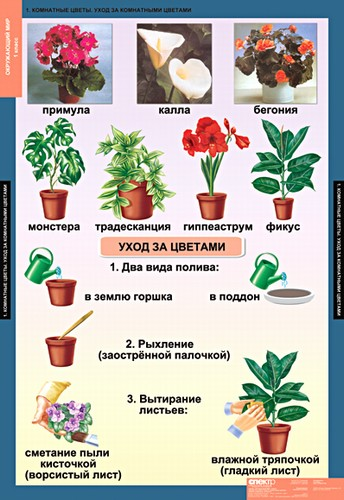 1. КОМНАТНЫЕ ЦВЕТЫ. УХОД ЗА КОМНАТНЫМИ ЦВЕТАМИ
ОКРУЖАЮЩИЙ МИР
1 класс
примула
калла
бегония
монстера
традесканция
гиппеаструм
фикус
1. КОМНАТНЫЕ ЦВЕТЫ. УХОД ЗА КОМНАТНЫМИ ЦВЕТАМИ
1. КОМНАТНЫЕ ЦВЕТЫ. УХОД ЗА КОМНАТНЫМИ ЦВЕТАМИ
УХОД ЗА ЦВЕТАМИ
1. Два вида полива:
в землю горшка
в поддон
2. Рыхление
(заострённой палочкой)
3. Вытирание
листьев:
сметание пыли
кисточкой
(ворсистый лист)
влажной тряпочкой
(гладкий лист)
спектр